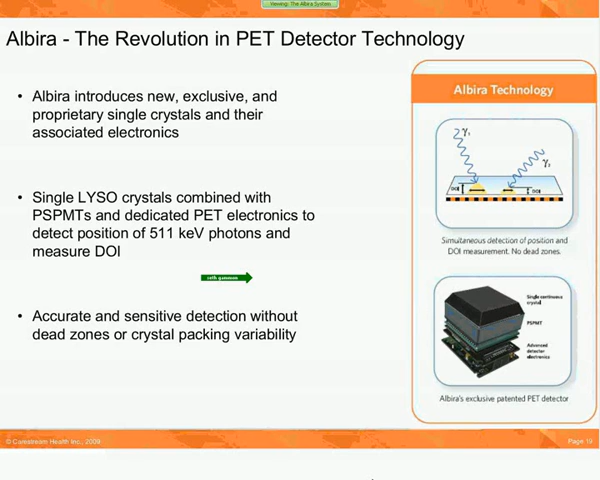 Viewing: The Albira System
Albira - The Revolution in PET Detector Technology
• Albira introduces new, exclusive, and
proprietary single crystals and their
associated electronics
• Single LYSO crystals combined with
PSPMTs and dedicated PET electronics to
detect position of 511 keV photons and
measure DOI
• Accurate and sensitive detection without
dead zones or crystal packing variability
Albira Technology
γ₁
γ₂
DOI
DOI
Simultaneous detection of position and
DOI measurement. No dead zones.
Single continuous
crystal
PSPMT
Advanced
detector
electronics
Albira's exclusive patented PET detector
© Carestream Health Inc., 2009
Page 19